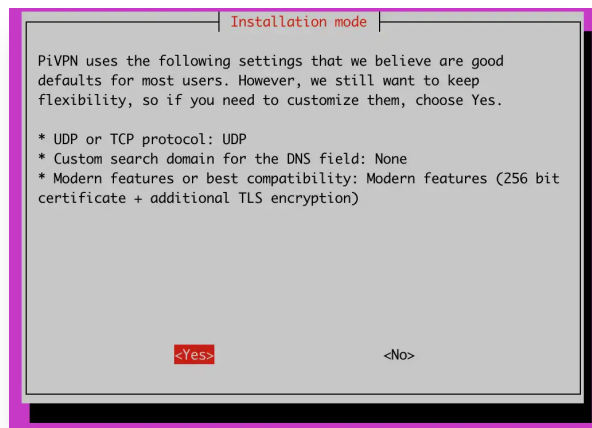 Installation mode
PiVPN uses the following settings that we believe are good
defaults for most users. However, we still want to keep
flexibility, so if you need to customize them, choose Yes.
* UDP or TCP protocol: UDP
* Custom search domain for the DNS field: None
* Modern features or best compatibility: Modern features (256 bit
certificate + additional TLS encryption)
<Yes> <No>